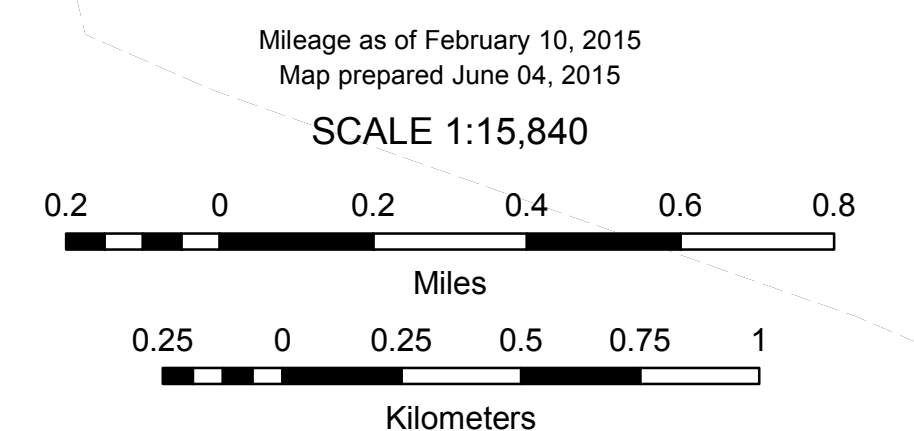 Mileage as of February 10, 2015
Map prepared June 04, 2015
SCALE 1:15,840
0.2 0 0.2 0.4 0.6 0.8
Miles
0.25 0 0.25 0.5 0.75 1
Kilometers